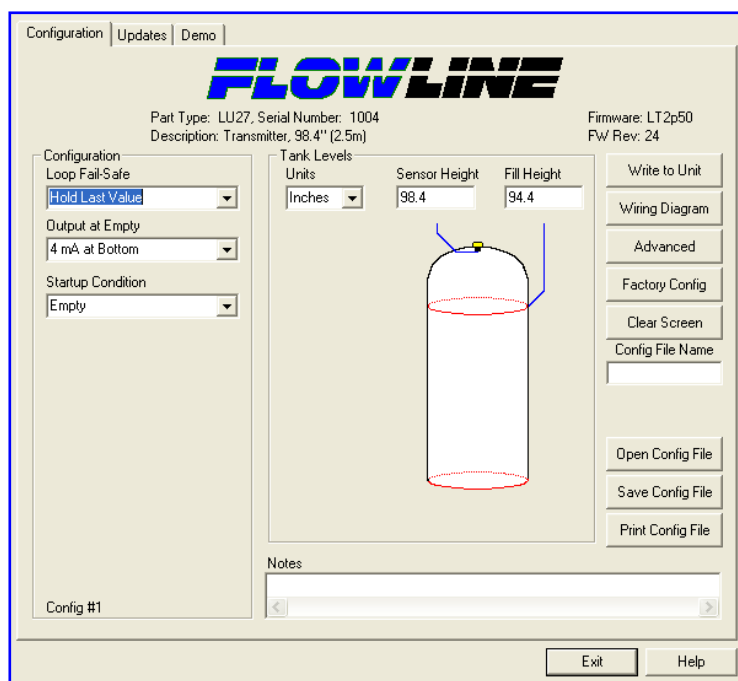 Configuration Updates Demo
FLOWLINE
Part Type: LU27, Serial Number: 1004
Firmware: LT2p50
Description: Transmitter, 98.4" (2.5m)
FW Rev: 24
Configuration
Loop Fail-Safe
Hold Last Value
Output at Empty
4 mA at Bottom
Startup Condition
Empty
Config #1
Tank Levels
Units Sensor Height Fill Height
Inches 98.4 94.4
Notes
Write to Unit
Wiring Diagram
Advanced
Factory Config
Clear Screen
Config File Name
Open Config File
Save Config File
Print Config File
Exit Help